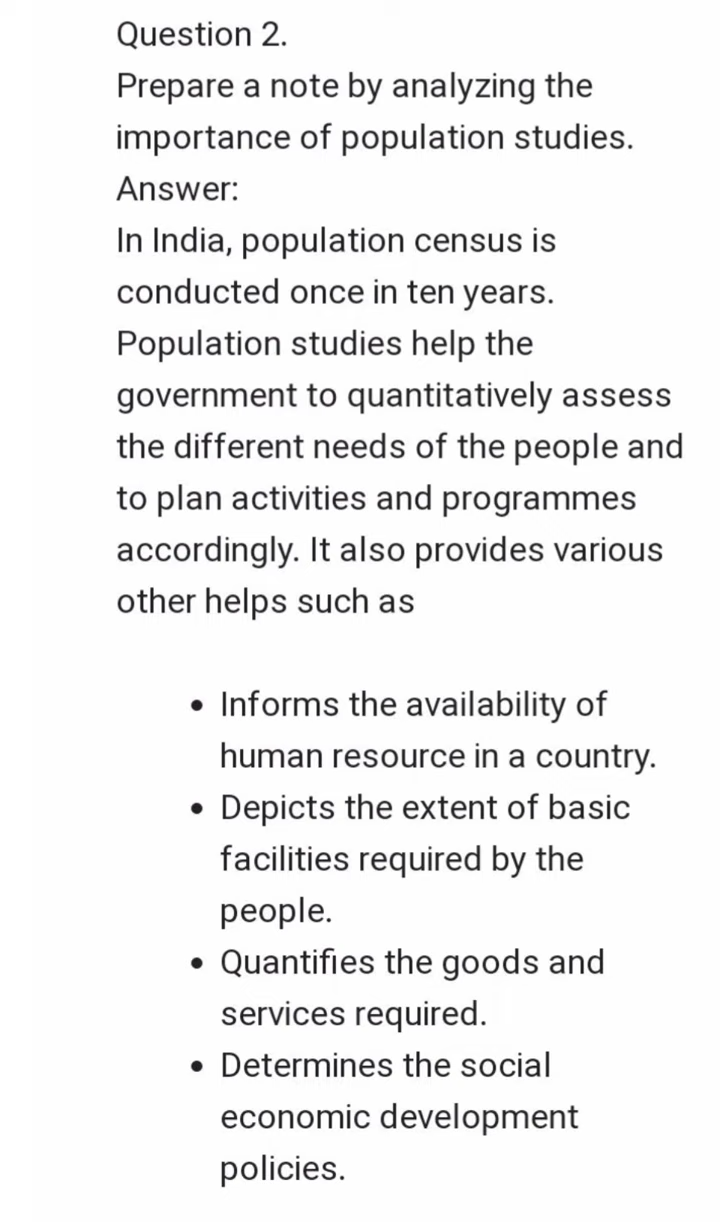 Question 2.
Prepare a note by analyzing the
importance of population studies.
Answer:
In India, population census is
conducted once in ten years.
Population studies help the
government to quantitatively assess
the different needs of the people and
to plan activities and programmes
accordingly. It also provides various
other helps such as
• Informs the availability of
human resource in a country.
• Depicts the extent of basic
facilities required by the
people.
• Quantifies the goods and
services required.
• Determines the social
economic development
policies.